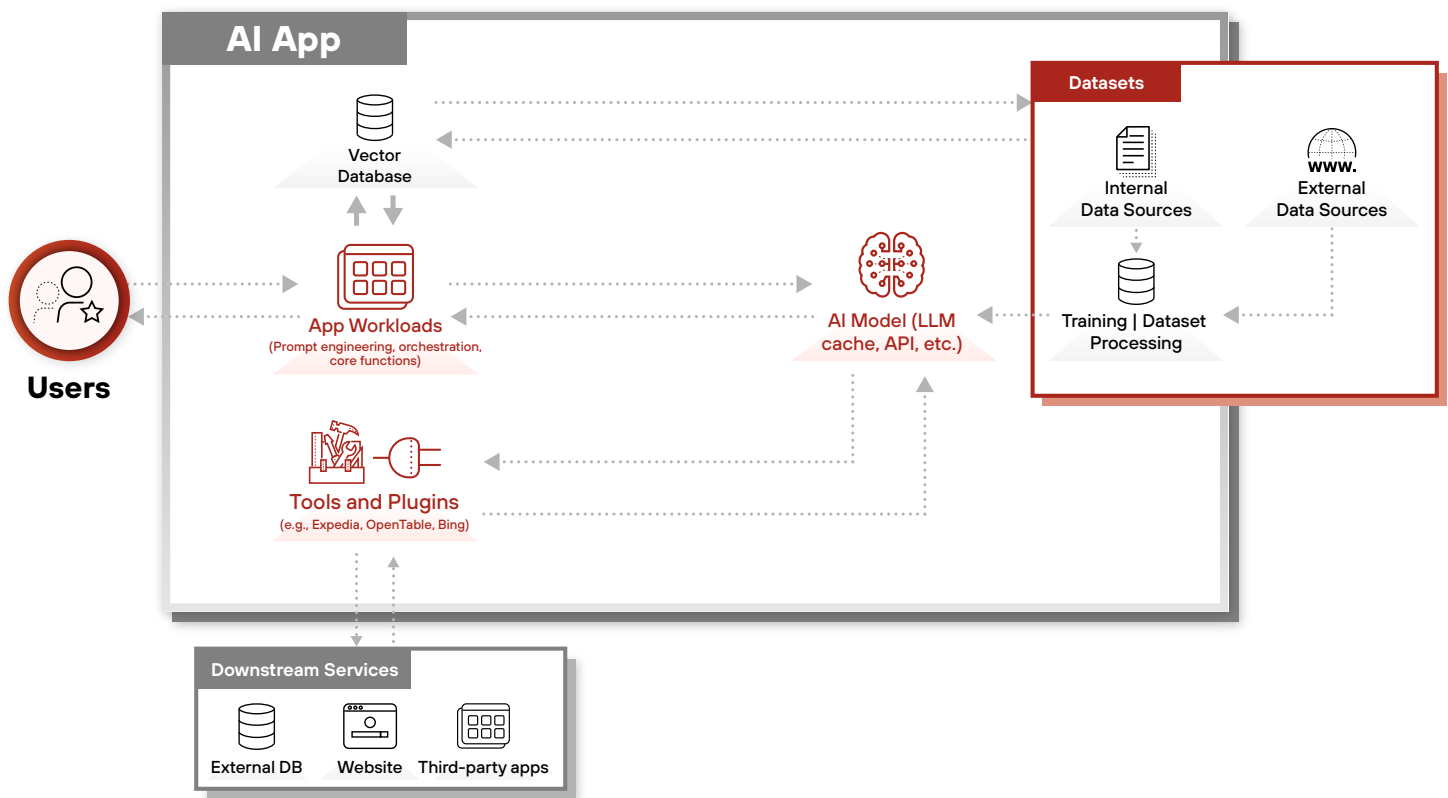 AI App
Datasets
Vector
Database
www.
Internal
Data Sources
External
Data Sources
App Workloads
(Prompt engineering, orchestration,
core functions)
AI Model (LLM
cache, API, etc.)
Training | Dataset
Processing
Users
Tools and Plugins
(e.g., Expedia, OpenTable, Bing)
Downstream Services
External DB
Website
Third-party apps